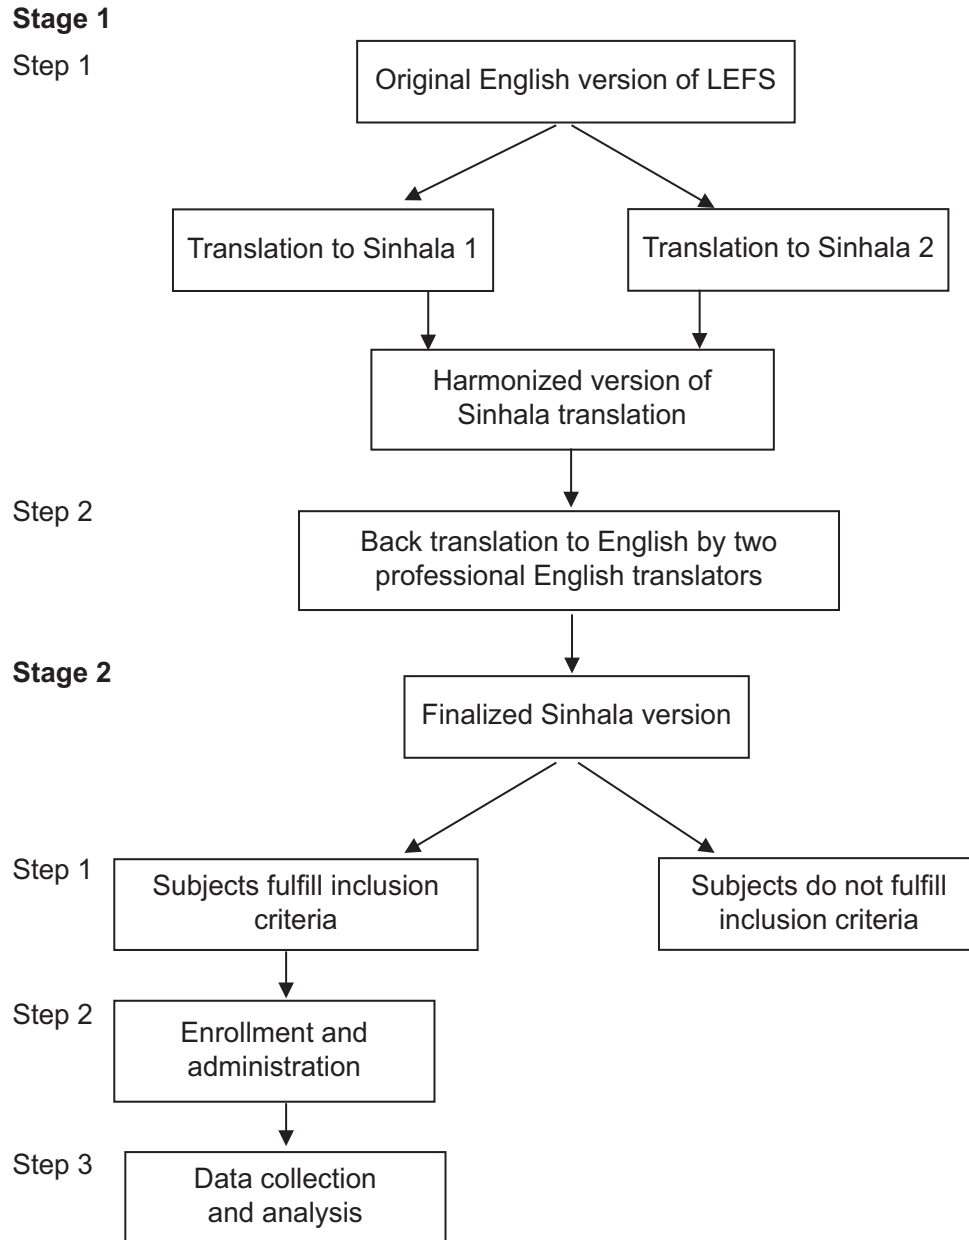 Stage 1
Step 1
Original English version of LEFS
Translation to Sinhala 1
Translation to Sinhala 2
Harmonized version of
Sinhala translation
Step 2
Back translation to English by two
professional English translators
Stage 2
Finalized Sinhala version
Step 1
Subjects fulfill inclusion
criteria
Subjects do not fulfill
inclusion criteria
Step 2
Enrollment and
administration
Step 3
Data collection
and analysis